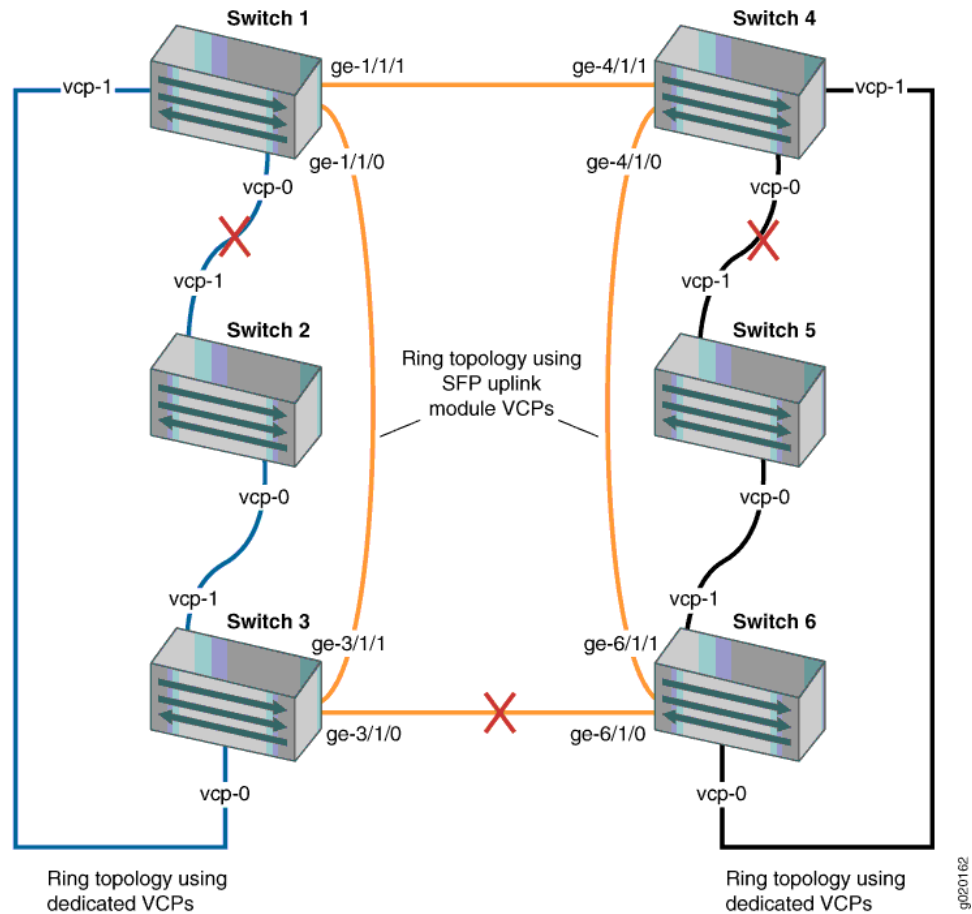 Switch 1
Switch 4
ge-1/1/1
ge-4/1/1
vcp-1
vcp-1
ge-1/1/0
ge-4/1/0
vcp-0
vcp-0
vcp-1
vcp-1
Switch 2
Switch 5
Ring topology using
SFP uplink
module VCPs
vcp-0
vcp-0
vcp-1
vcp-1
Switch 3
Switch 6
ge-3/1/1
ge-6/1/1
ge-3/1/0
ge-6/1/0
vcp-0
vcp-0
Ring topology using
dedicated VCPs
Ring topology using
dedicated VCPs
g020162